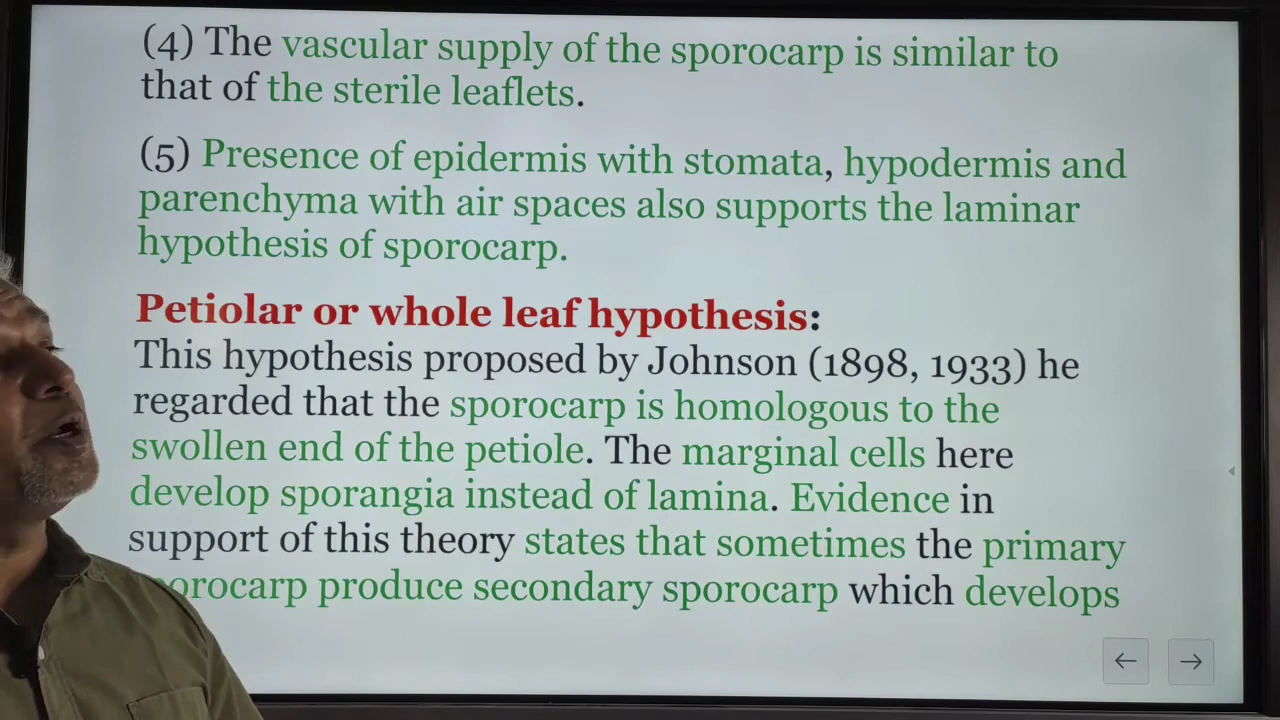 (4) The vascular supply of the sporocarp is similar to
that of the sterile leaflets.
(5) Presence of epidermis with stomata, hypodermis and
parenchyma with air spaces also supports the laminar
hypothesis of sporocarp.
Petiolar or whole leaf hypothesis:
This hypothesis proposed by Johnson (1898, 1933) he
regarded that the sporocarp is homologous to the
swollen end of the petiole. The marginal cells here
develop sporangia instead of lamina. Evidence in
support of this theory states that sometimes the primary
sporocarp produce secondary sporocarp which develops